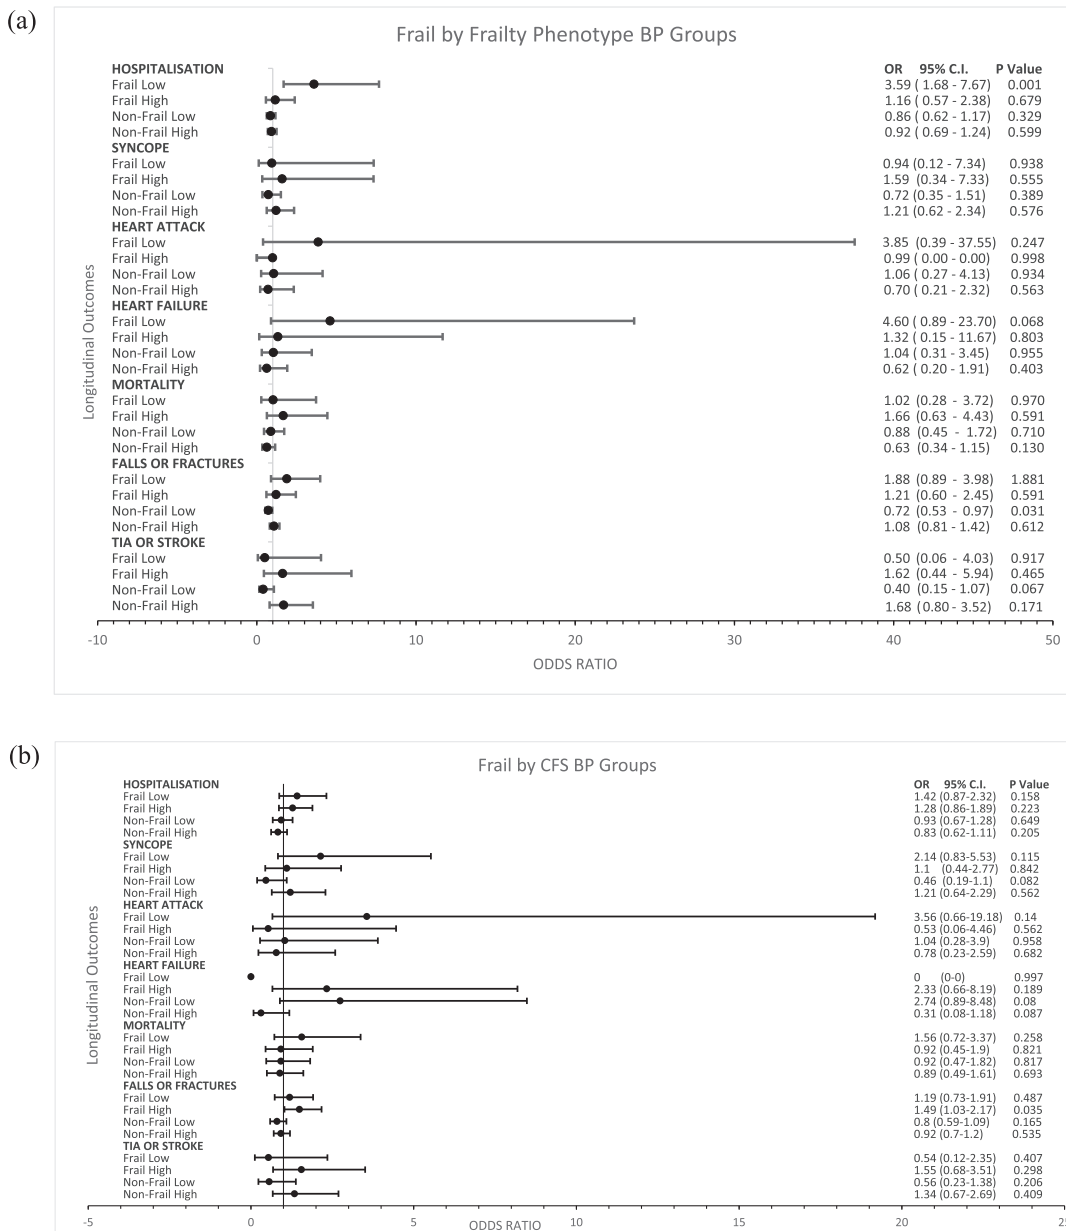 (a)
Frail by Frailty Phenotype BP Groups
HOSPITALISATION OR 95% C.I. P Value
Frail Low 3.59 ( 1.68 - 7.67) 0.001
Frail High 1.16 ( 0.57 - 2.38) 0.679
Non-Frail Low 0.86 ( 0.62 - 1.17) 0.329
Non-Frail High 0.92 ( 0.69 - 1.24) 0.599
SYNCOPE
Frail Low 0.94 (0.12 - 7.34) 0.938
Frail High 1.59 (0.34 - 7.33) 0.555
Non-Frail Low 0.72 (0.35 - 1.51) 0.389
Non-Frail High 1.21 (0.62 - 2.34) 0.576
HEART ATTACK
Frail Low 3.85 (0.39 - 37.55) 0.247
Frail High 0.99 (0.00 - 0.00) 0.998
Non-Frail Low 1.06 (0.27 - 4.13) 0.934
Non-Frail High 0.70 ( 0.21 - 2.32) 0.563
HEART FAILURE
Frail Low 4.60 ( 0.89 - 23.70) 0.068
Frail High 1.32 ( 0.15 - 11.67) 0.803
Non-Frail Low 1.04 ( 0.31 - 3.45) 0.955
Non-Frail High 0.62 ( 0.20 - 1.91) 0.403
MORTALITY
Frail Low 1.02 (0.28 - 3.72) 0.970
Frail High 1.66 (0.63 - 4.43) 0.591
Non-Frail Low 0.88 (0.45 - 1.72) 0.710
Non-Frail High 0.63 (0.34 - 1.15) 0.130
FALLS OR FRACTURES
Frail Low 1.88 (0.89 - 3.98) 1.881
Frail High 1.21 (0.60 - 2.45) 0.591
Non-Frail Low 0.72 (0.53 - 0.97) 0.031
Non-Frail High 1.08 (0.81 - 1.42) 0.612
TIA OR STROKE
Frail Low 0.50 (0.06 - 4.03) 0.917
Frail High 1.62 (0.44 - 5.94) 0.465
Non-Frail Low 0.40 (0.15 - 1.07) 0.067
Non-Frail High 1.68 (0.80 - 3.52) 0.171
Longitudinal Outcomes
-10 0 10 20 30 40 50
ODDS RATIO
(b)
Frail by CFS BP Groups
HOSPITALISATION OR 95% C.I. P Value
Frail Low 1.42 (0.87-2.32) 0.158
Frail High 1.28 (0.86-1.89) 0.223
Non-Frail Low 0.93 (0.67-1.28) 0.649
Non-Frail High 0.83 (0.62-1.11) 0.205
SYNCOPE
Frail Low 2.14 (0.83-5.53) 0.115
Frail High 1.1 (0.44-2.77) 0.842
Non-Frail Low 0.46 (0.19-1.1) 0.082
Non-Frail High 1.21 (0.64-2.29) 0.562
HEART ATTACK
Frail Low 3.56 (0.66-19.18) 0.14
Frail High 0.53 (0.06-4.46) 0.562
Non-Frail Low 1.04 (0.28-3.9) 0.958
Non-Frail High 0.78 (0.23-2.59) 0.682
HEART FAILURE
Frail Low 0 (0-0) 0.997
Frail High 2.33 (0.66-8.19) 0.189
Non-Frail Low 2.74 (0.89-8.48) 0.08
Non-Frail High 0.31 (0.08-1.18) 0.087
MORTALITY
Frail Low 1.56 (0.72-3.37) 0.258
Frail High 0.92 (0.45-1.9) 0.821
Non-Frail Low 0.92 (0.47-1.82) 0.817
Non-Frail High 0.89 (0.49-1.61) 0.693
FALLS OR FRACTURES
Frail Low 1.19 (0.73-1.91) 0.487
Frail High 1.49 (1.03-2.17) 0.035
Non-Frail Low 0.8 (0.59-1.09) 0.165
Non-Frail High 0.92 (0.7-1.2) 0.535
TIA OR STROKE
Frail Low 0.54 (0.12-2.35) 0.407
Frail High 1.55 (0.68-3.51) 0.298
Non-Frail Low 0.56 (0.23-1.38) 0.206
Non-Frail High 1.34 (0.67-2.69) 0.409
Longitudinal Outcomes
-5 0 5 10 15 20 25
ODDS RATIO